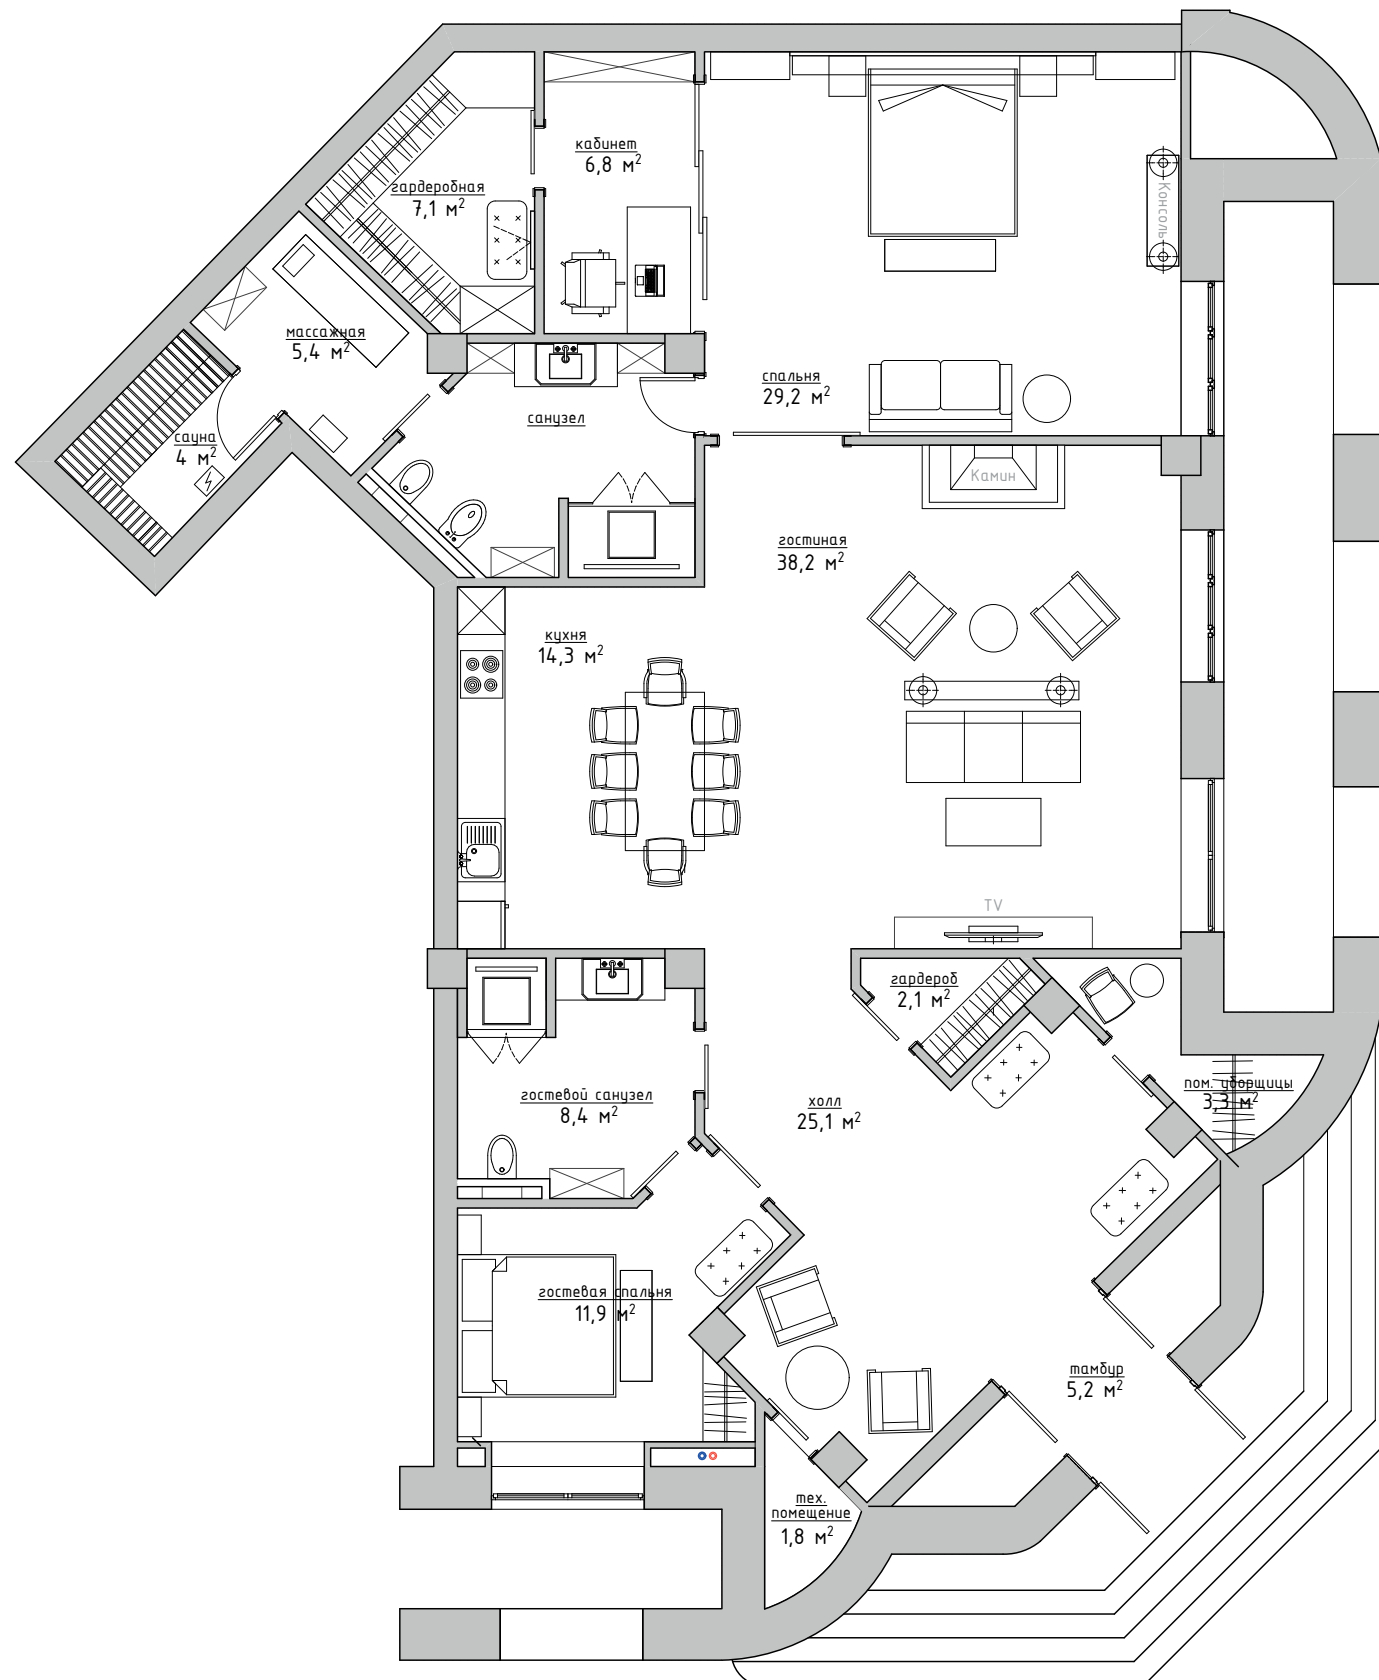 кабинет
6,8 м²
гардеробная
7,1 м²
Консоль
массажная
5,4 м²
спальня
29,2 м²
санузел
сауна
4 м²
Камин
гостиная
38,2 м²
кухня
14,3 м²
TV
гардероб
2,1 м²
пом. уборщицы
3,3 м²
гостевой санузел
8,4 м²
холл
25,1 м²
гостевая спальня
11,9 м²
тамбур
5,2 м²
тех.
помещение
1,8 м²